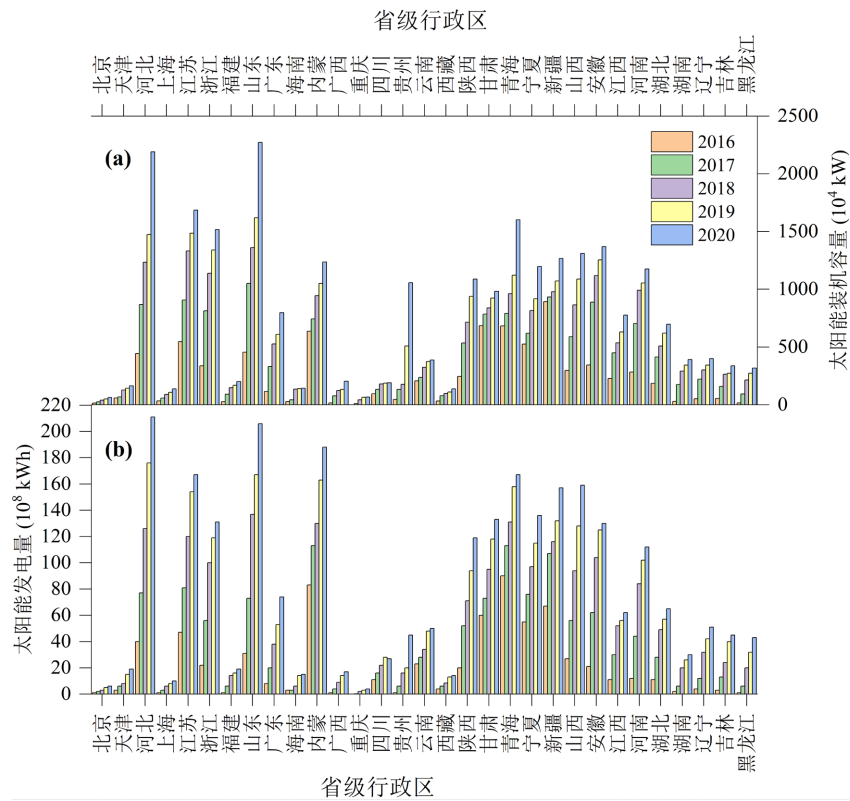 省级行政区
北京 天津 河北 上海 江苏 浙江 福建 山东 广东 海南 内蒙 广西 重庆 四川 贵州 云南 西藏 陕西 甘肃 青海 宁夏 新疆 山西 安徽 江西 河南 湖北 湖南 辽宁 吉林 黑龙江
(a)
2016
2017
2018
2019
2020
2500
2000
1500
1000
500
0
太阳能装机容量 (10⁴ kW)
(b)
220
200
180
160
140
120
100
80
60
40
20
0
太阳能发电量 (10⁸ kWh)
北京 天津 河北 上海 江苏 浙江 福建 山东 广东 海南 内蒙 广西 重庆 四川 贵州 云南 西藏 陕西 甘肃 青海 宁夏 新疆 山西 安徽 江西 河南 湖北 湖南 辽宁 吉林 黑龙江
省级行政区